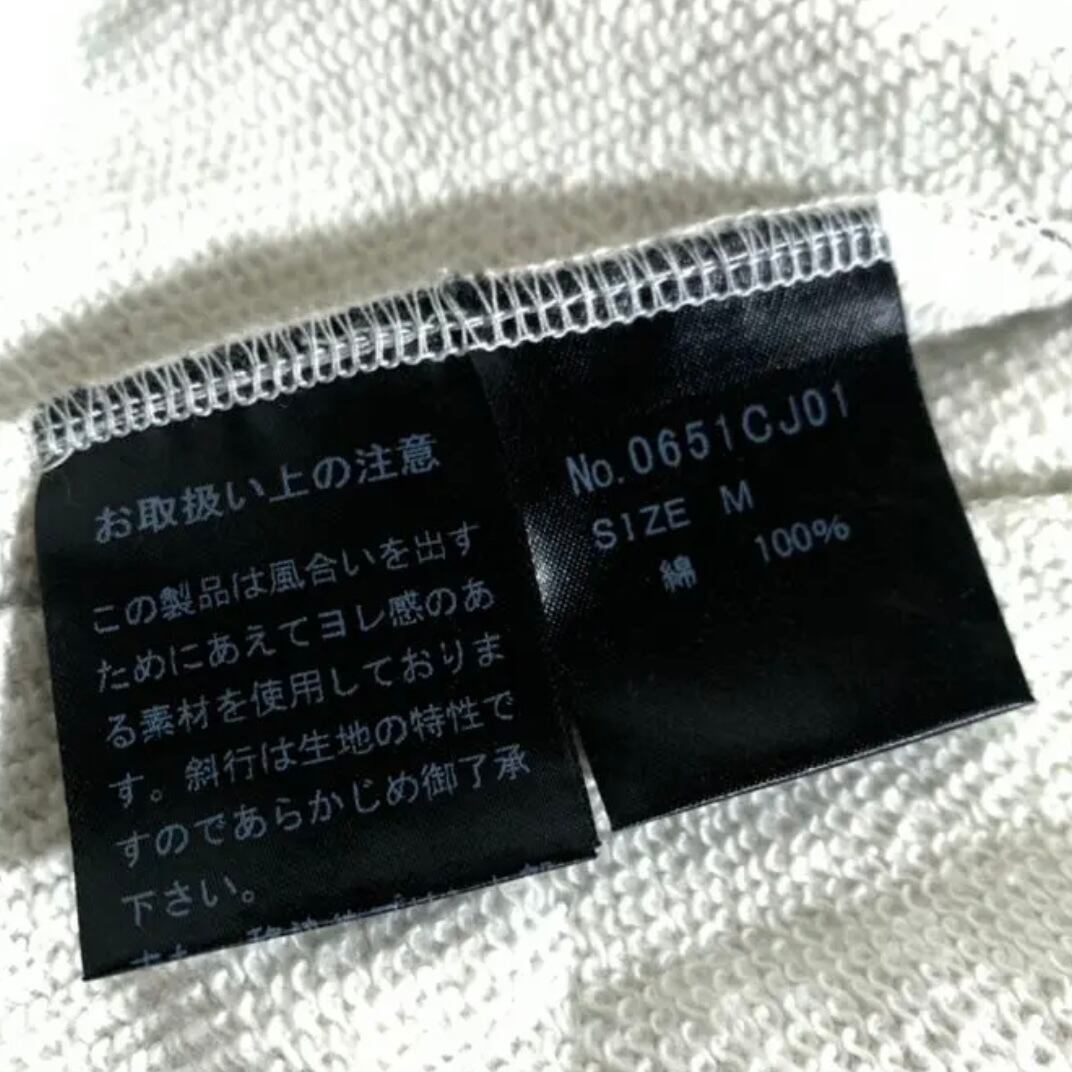 お取扱い上の注意
この製品は風合いを出す
ためにあえてヨレ感のあ
る素材を使用しておりま
す。斜行は生地の特性で
すのであらかじめ御了承
下さい。
No.0651CJ01
SIZE M
綿 100%